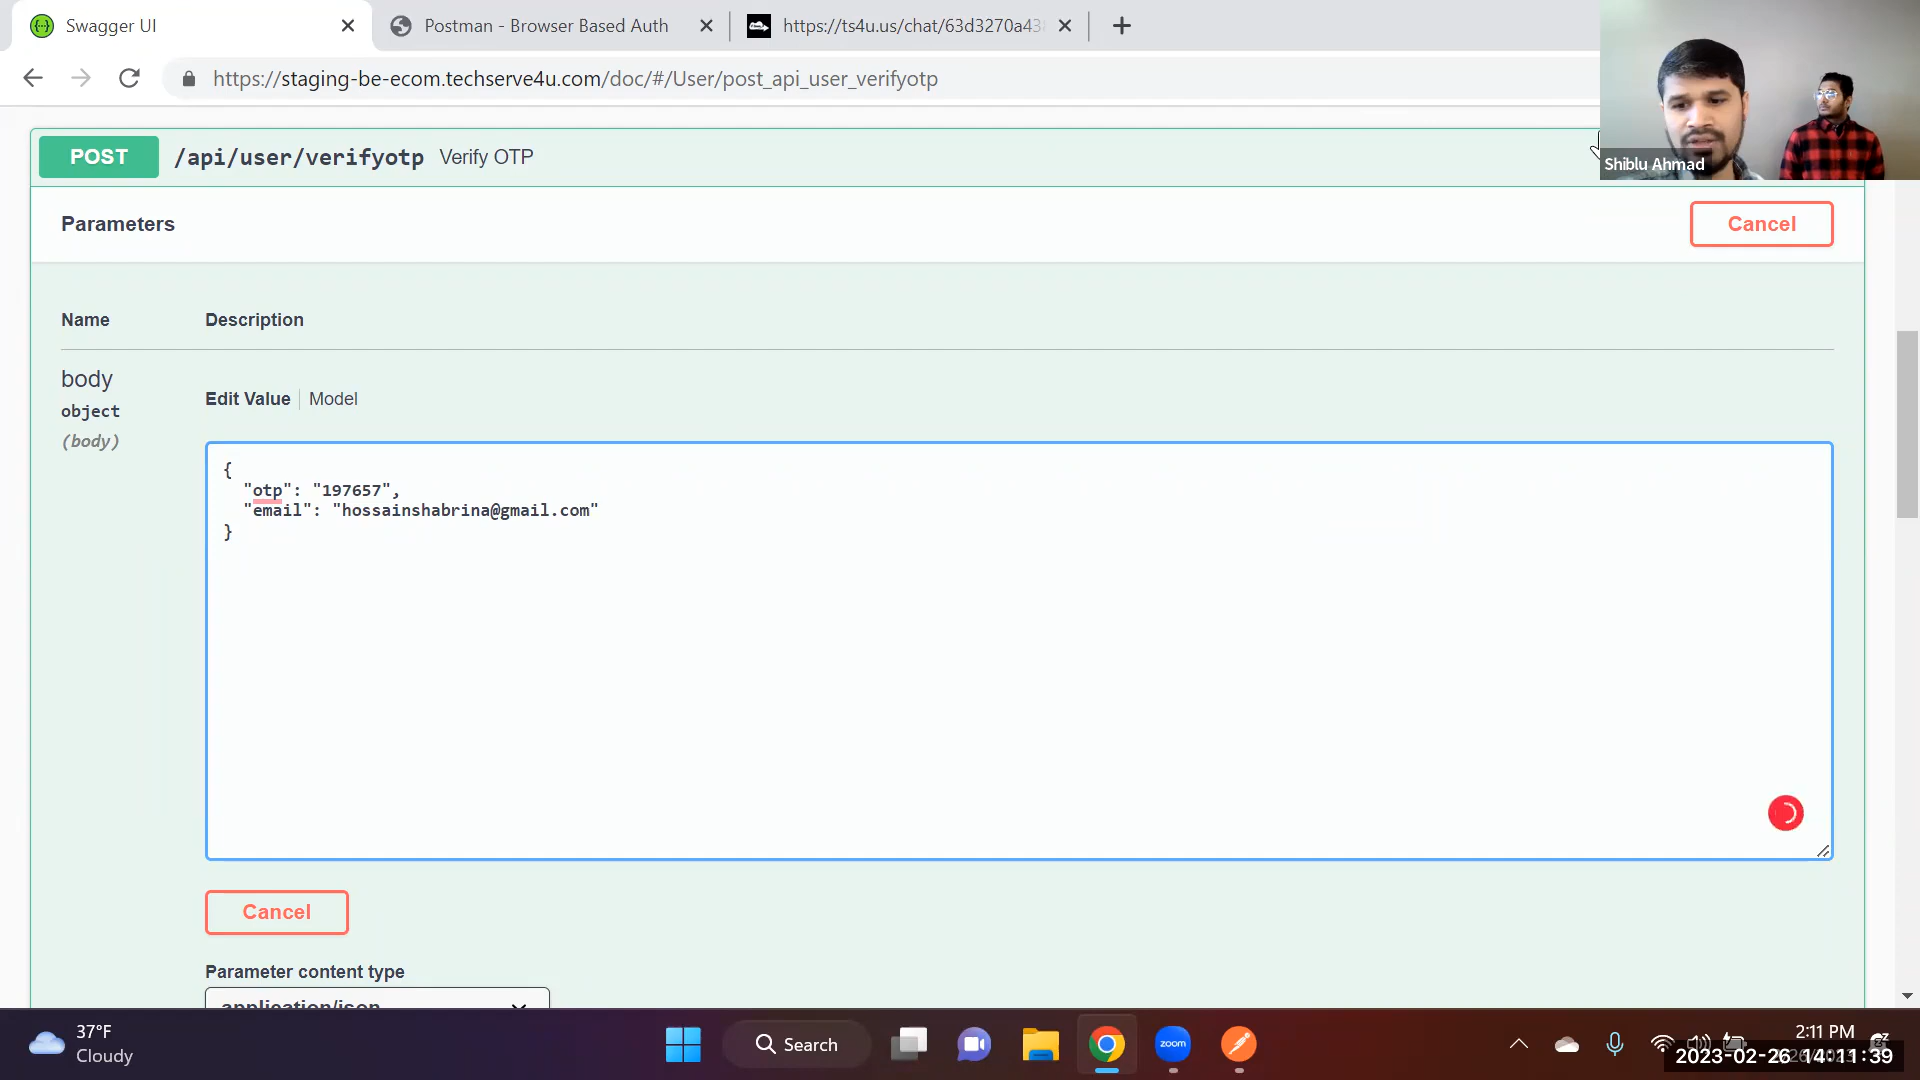 Swagger UI
Postman - Browser Based Auth
https://ts4u.us/chat/63d3270a43
https://staging-be-ecom.techserve4u.com/doc/#/User/post_api_user_verifyotp
Shiblu Ahmad
POST /api/user/verifyotp Verify OTP
Parameters
Cancel
Name Description
body
object
(body)
Edit Value Model
{
"otp": "197657",
"email": "hossainshabrina@gmail.com"
}
Cancel
Parameter content type
application/json
37°F
Cloudy
Search
zoom
2:11 PM
2023-02-26 14:11:39